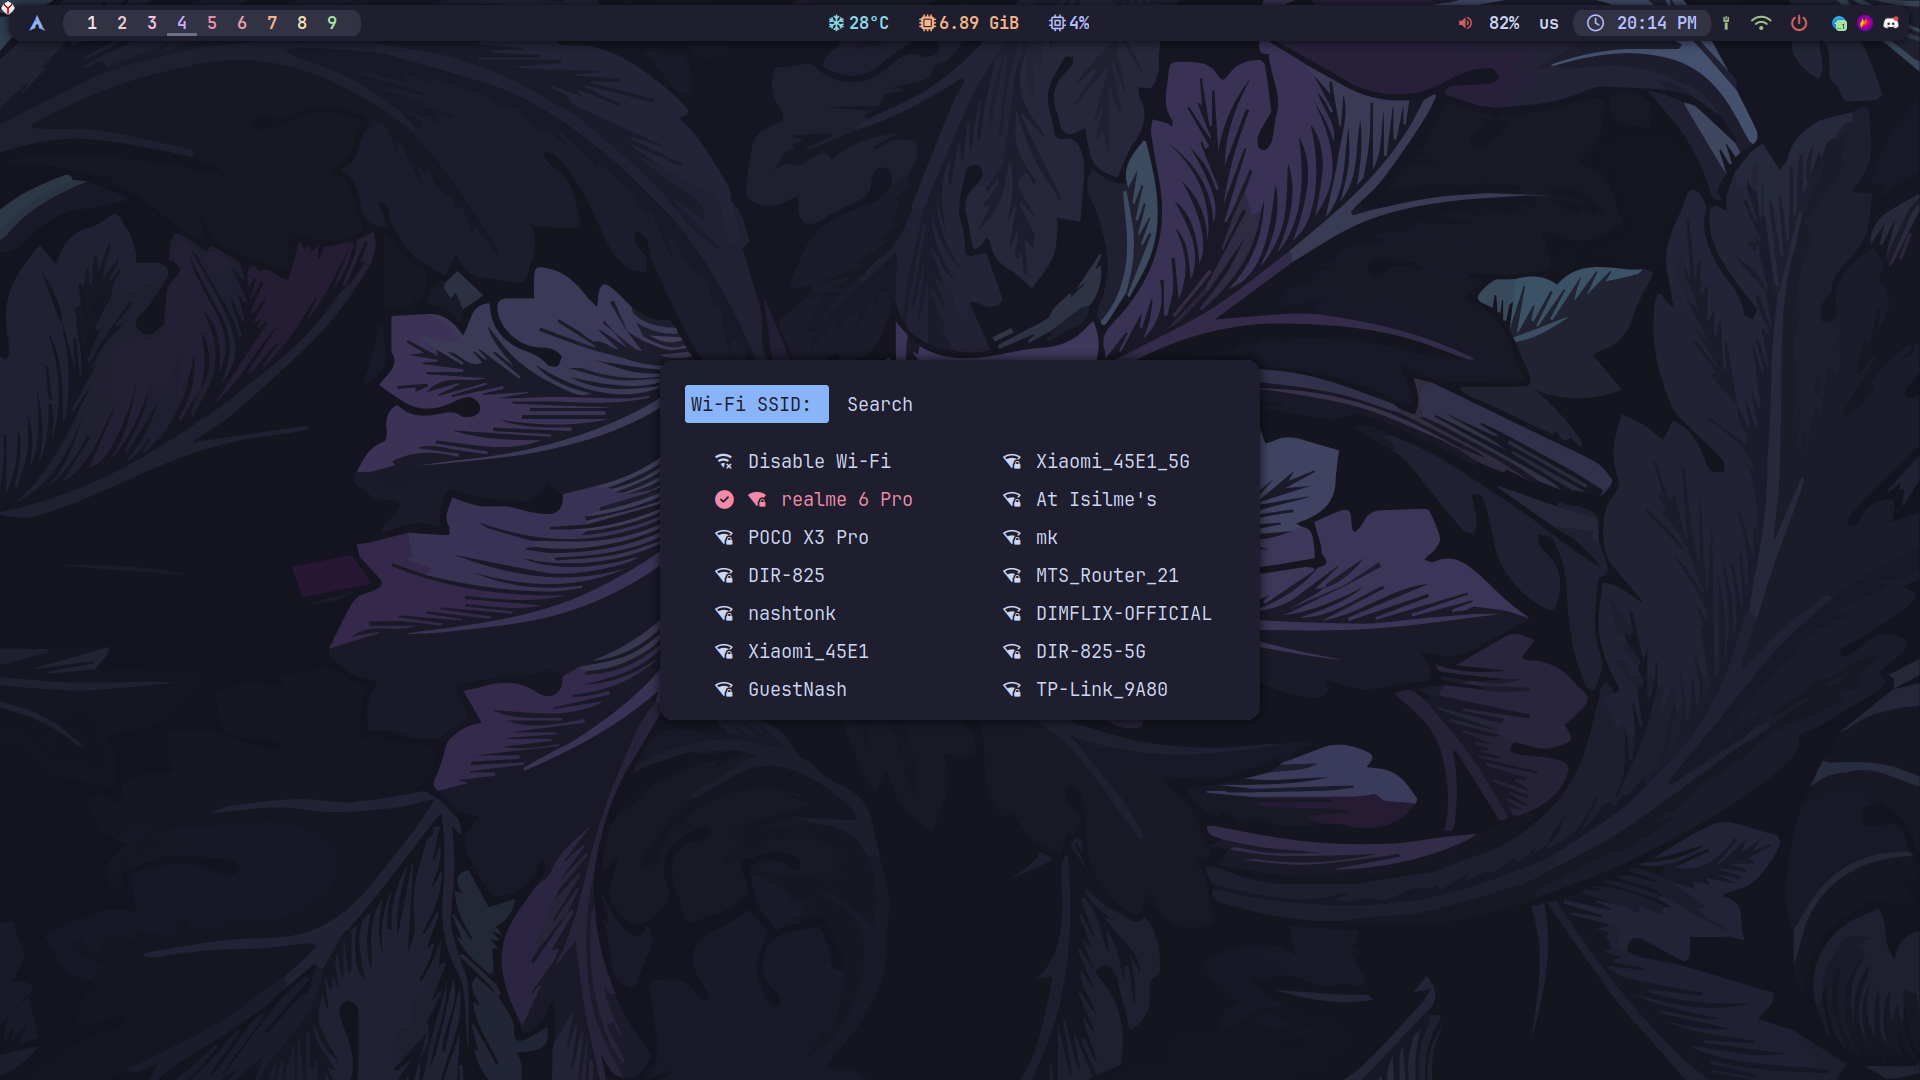 1 2 3 4 5 6 7 8 9 28°C 6.89 GiB 4% 82% US 20:14 PM
Wi-Fi SSID: Search
Disable Wi-Fi
realme 6 Pro
POCO X3 Pro
DIR-825
nashtonk
Xiaomi_45E1
GuestNash
Xiaomi_45E1_5G
At Isilme's
mk
MTS_Router_21
DIMFLIX-OFFICIAL
DIR-825-5G
TP-Link_9A80